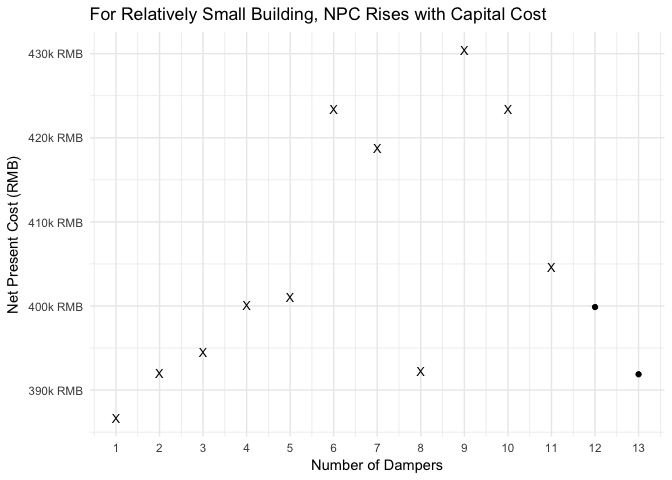 For Relatively Small Building, NPC Rises with Capital Cost
Net Present Cost (RMB)
430k RMB
420k RMB
410k RMB
400k RMB
390k RMB
X X X X X X X X X X X
1 2 3 4 5 6 7 8 9 10 11 12 13
Number of Dampers